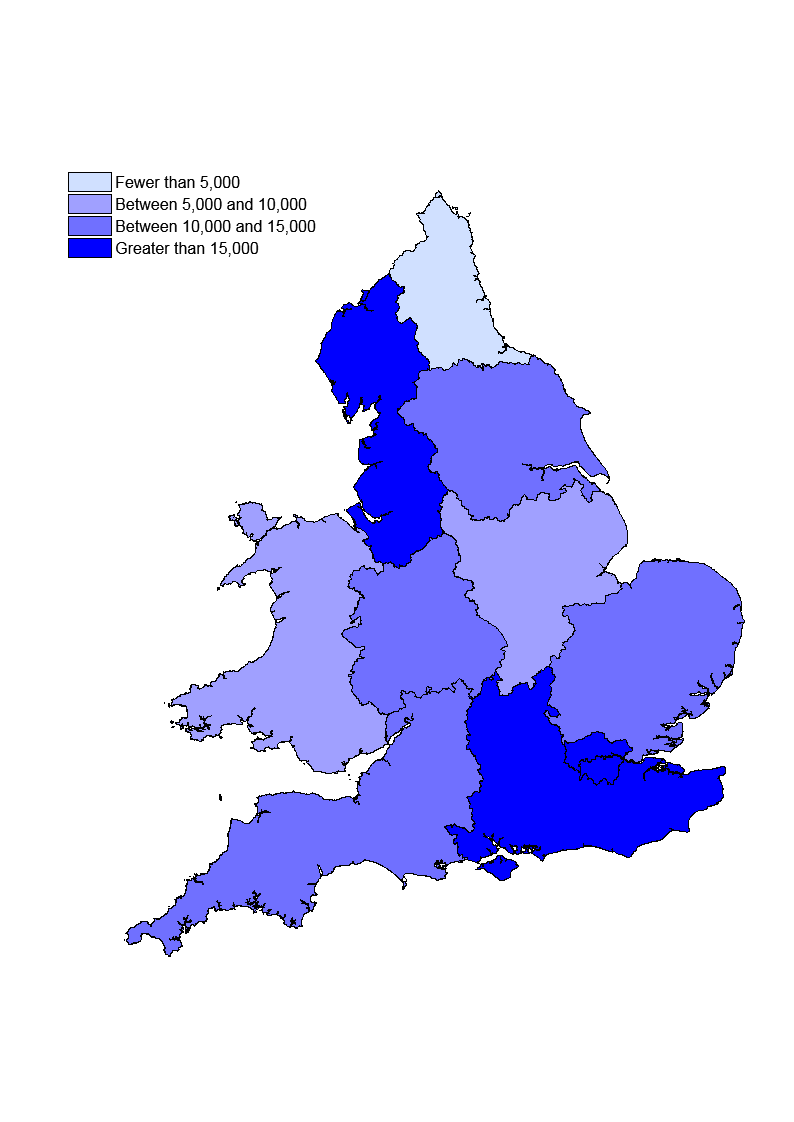 Fewer than 5,000
Between 5,000 and 10,000
Between 10,000 and 15,000
Greater than 15,000